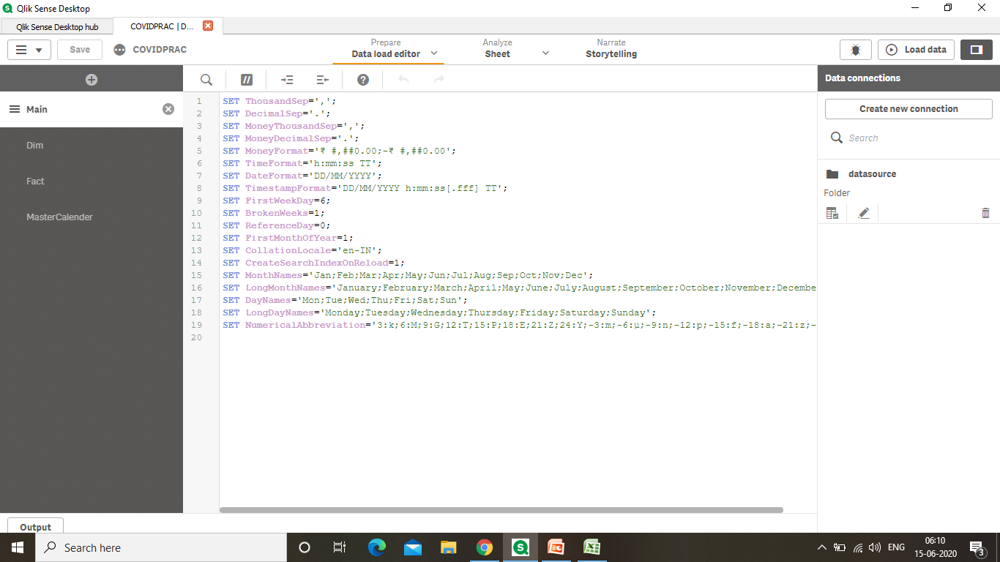 Qlik Sense Desktop
Qlik Sense Desktop hub
COVIDPRAC | D...
Save
COVIDPRAC
Prepare
Data load editor
Analyze
Sheet
Narrate
Storytelling
Load data
Main
Dim
Fact
MasterCalender
1 SET ThousandSep=',';
2 SET DecimalSep='.';
3 SET MoneyThousandSep=',';
4 SET MoneyDecimalSep='.';
5 SET MoneyFormat='₹ #,##0.00;-₹ #,##0.00';
6 SET TimeFormat='h:mm:ss TT';
7 SET DateFormat='DD/MM/YYYY';
8 SET TimestampFormat='DD/MM/YYYY h:mm:ss[.fff] TT';
9 SET FirstWeekDay=6;
10 SET BrokenWeeks=1;
11 SET ReferenceDay=0;
12 SET FirstMonthOfYear=1;
13 SET CollationLocale='en-IN';
14 SET CreateSearchIndexOnReload=1;
15 SET MonthNames='Jan;Feb;Mar;Apr;May;Jun;Jul;Aug;Sep;Oct;Nov;Dec';
16 SET LongMonthNames='January;February;March;April;May;June;July;August;September;October;November;Decembe
17 SET DayNames='Mon;Tue;Wed;Thu;Fri;Sat;Sun';
18 SET LongDayNames='Monday;Tuesday;Wednesday;Thursday;Friday;Saturday;Sunday';
19 SET NumericalAbbreviation='3:k;6:M;9:G;12:T;15:P;18:E;21:Z;24:Y;-3:m;-6:μ;-9:n;-12:p;-15:f;-18:a;-21:z;-
20
Data connections
Create new connection
Search
datasource
Folder
Output
Search here
ENG
06:10
15-06-2020
3